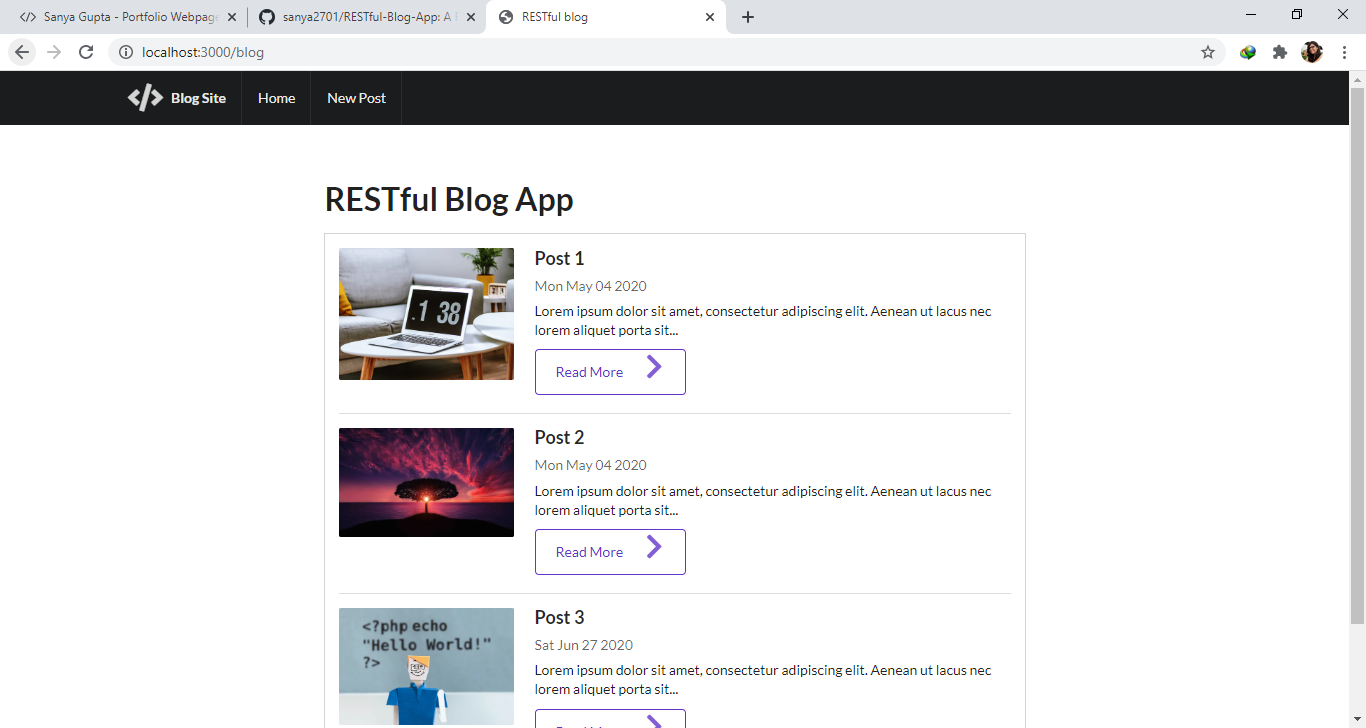 Sanya Gupta - Portfolio Webpage
sanya2701/RESTful-Blog-App: A
RESTful blog
localhost:3000/blog
</> Blog Site
Home
New Post
RESTful Blog App
1 38
Post 1
Mon May 04 2020
Lorem ipsum dolor sit amet, consectetur adipiscing elit. Aenean ut lacus nec
lorem aliquet porta sit...
Read More
Post 2
Mon May 04 2020
Lorem ipsum dolor sit amet, consectetur adipiscing elit. Aenean ut lacus nec
lorem aliquet porta sit...
Read More
<?php echo
"Hello World!"
?>
Post 3
Sat Jun 27 2020
Lorem ipsum dolor sit amet, consectetur adipiscing elit. Aenean ut lacus nec
lorem aliquet porta sit...